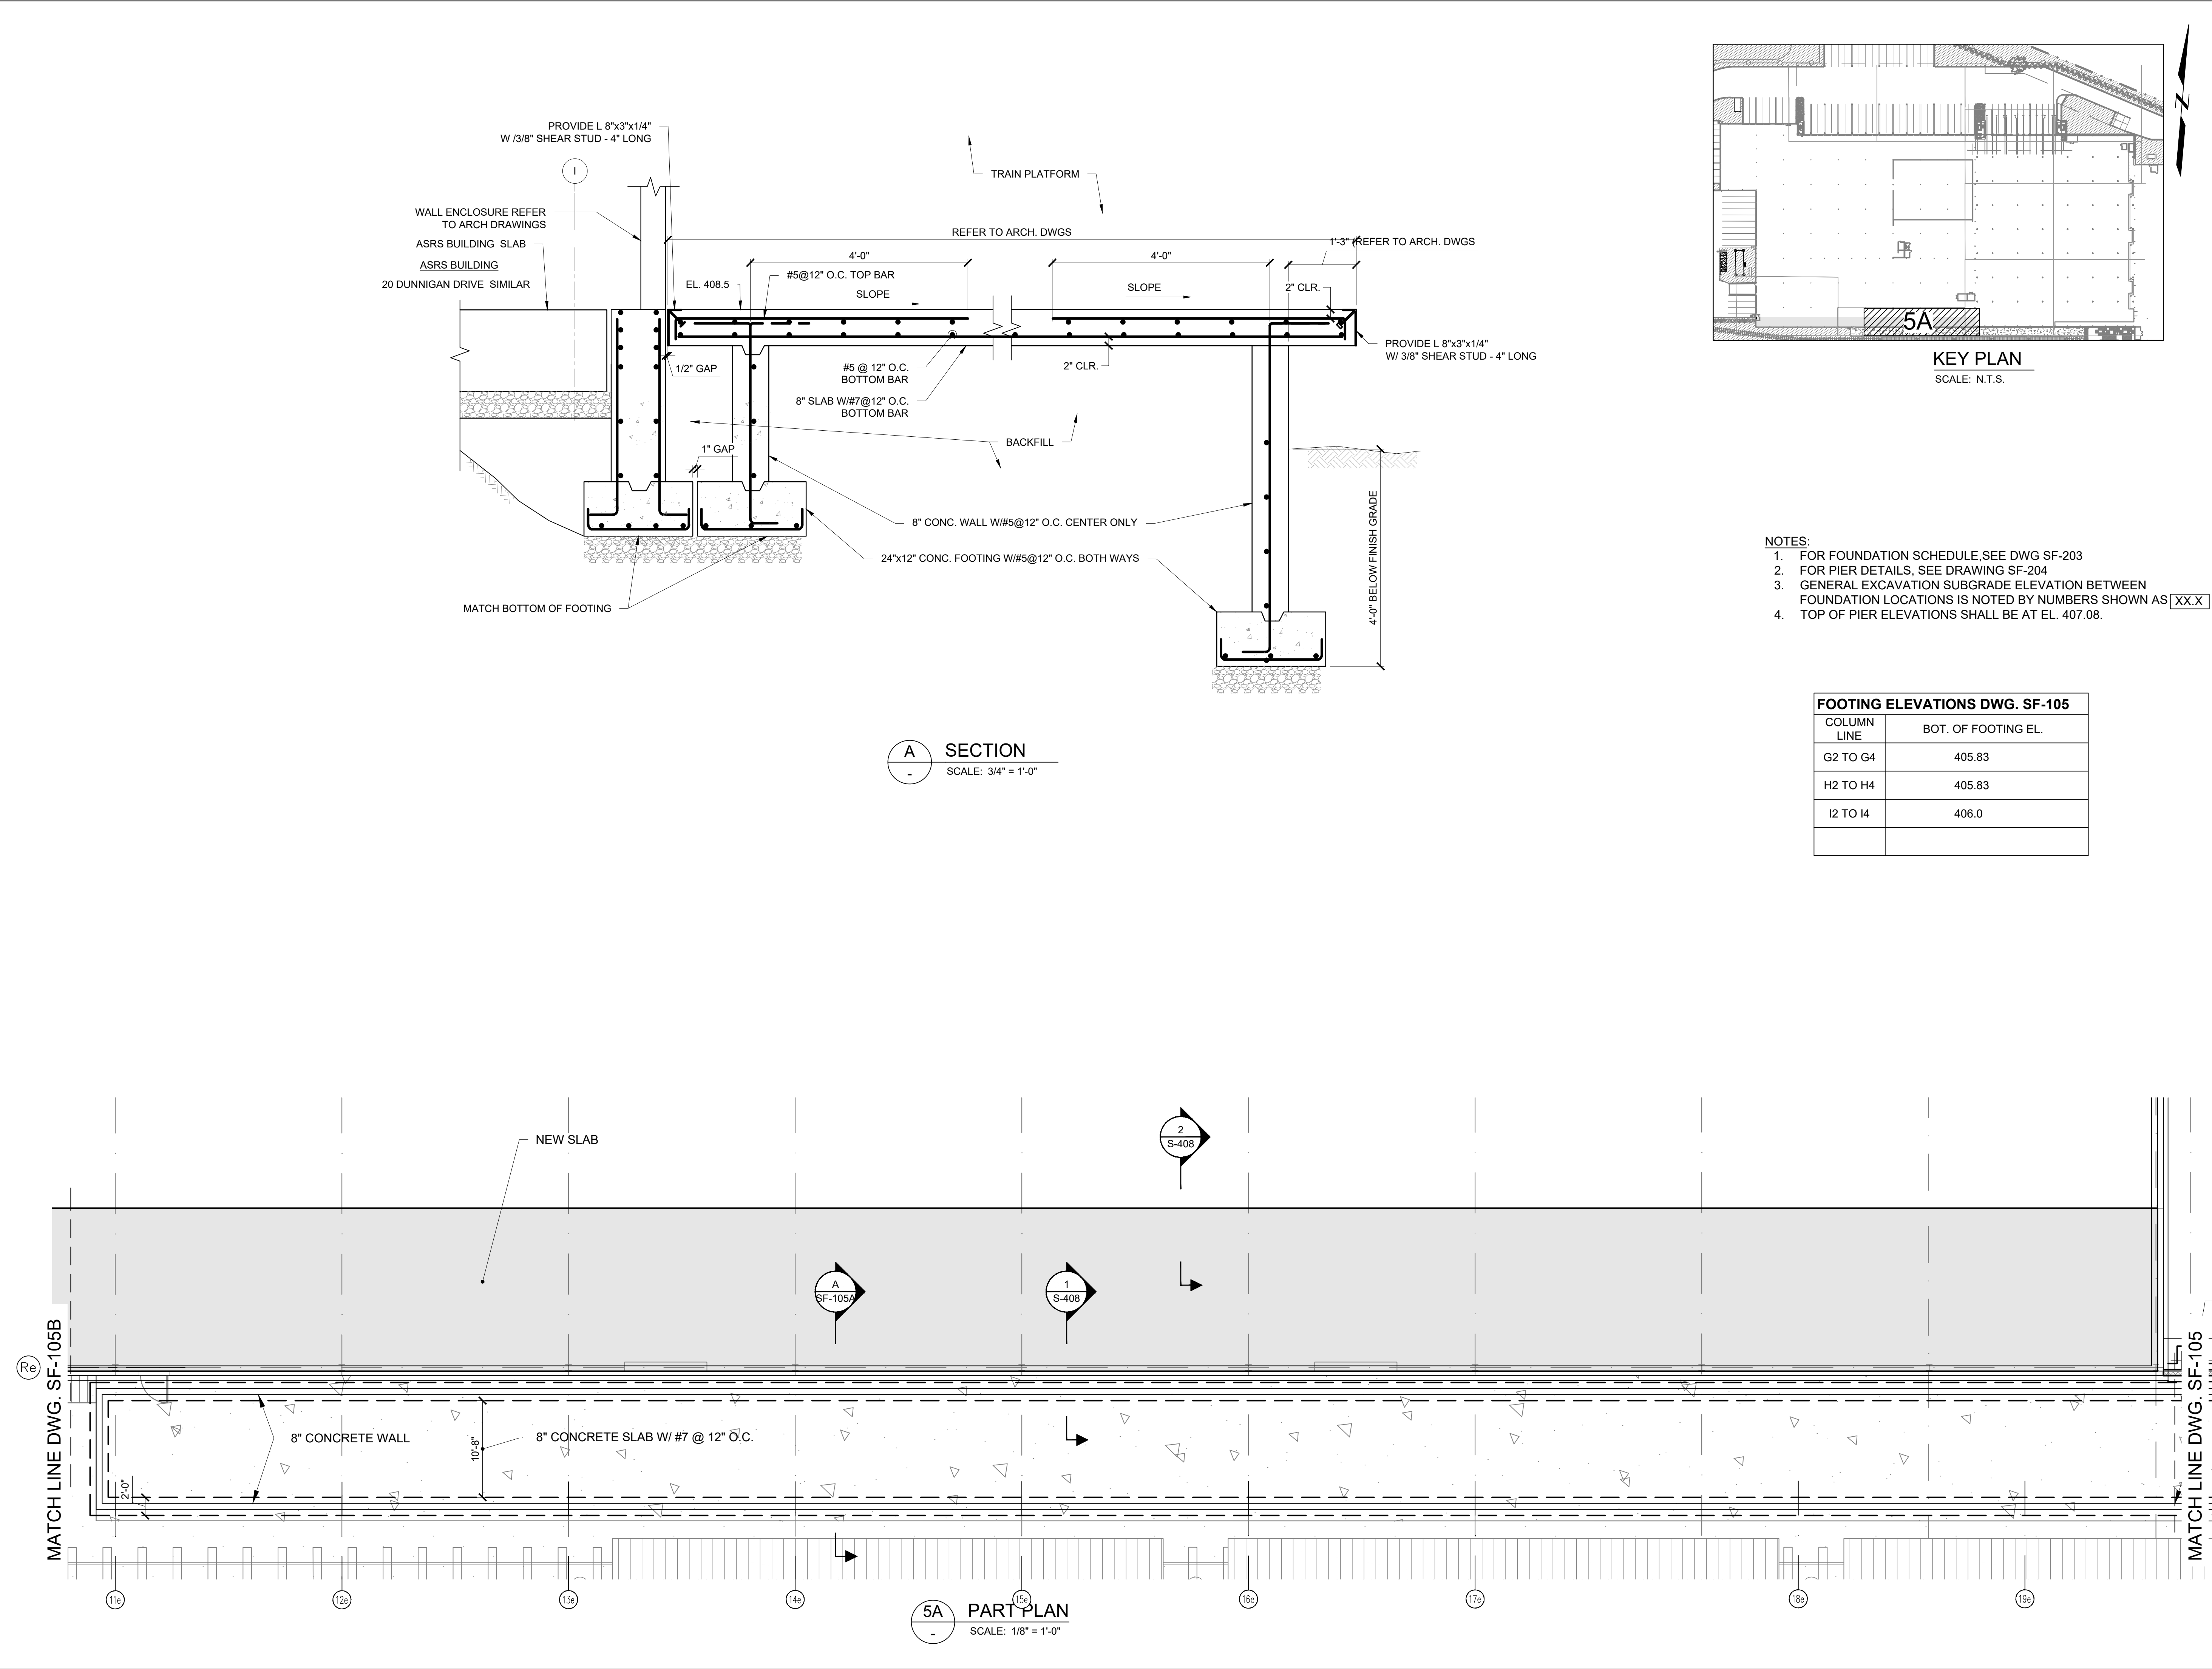 PROVIDE L 8"x3"x1/4"
W /3/8" SHEAR STUD - 4" LONG
I
TRAIN PLATFORM
WALL ENCLOSURE REFER
TO ARCH DRAWINGS
ASRS BUILDING SLAB
ASRS BUILDING
20 DUNNIGAN DRIVE SIMILAR
REFER TO ARCH. DWGS
1'-3" REFER TO ARCH. DWGS
4'-0"
4'-0"
#5@12" O.C. TOP BAR
EL. 408.5
SLOPE
SLOPE
2" CLR.
PROVIDE L 8"x3"x1/4"
W/ 3/8" SHEAR STUD - 4" LONG
1/2" GAP
#5 @ 12" O.C.
BOTTOM BAR
2" CLR.
8" SLAB W/#7@12" O.C.
BOTTOM BAR
BACKFILL
1" GAP
8" CONC. WALL W/#5@12" O.C. CENTER ONLY
24"x12" CONC. FOOTING W/#5@12" O.C. BOTH WAYS
4'-0" BELOW FINISH GRADE
MATCH BOTTOM OF FOOTING
A
-
SECTION
SCALE: 3/4" = 1'-0"
N
5A
KEY PLAN
SCALE: N.T.S.
NOTES:
1. FOR FOUNDATION SCHEDULE,SEE DWG SF-203
2. FOR PIER DETAILS, SEE DRAWING SF-204
3. GENERAL EXCAVATION SUBGRADE ELEVATION BETWEEN
FOUNDATION LOCATIONS IS NOTED BY NUMBERS SHOWN AS XX.X
4. TOP OF PIER ELEVATIONS SHALL BE AT EL. 407.08.
FOOTING ELEVATIONS DWG. SF-105
COLUMN
LINE
BOT. OF FOOTING EL.
G2 TO G4 405.83
H2 TO H4 405.83
I2 TO I4 406.0
NEW SLAB
2
S-408
A
SF-105A
1
S-408
Re
MATCH LINE DWG. SF-105B
MATCH LINE DWG. SF-105
8" CONCRETE WALL
10'-8"
8" CONCRETE SLAB W/ #7 @ 12" O.C.
2'-0"
11e
12e
13e
14e
15e
16e
17e
18e
19e
5A
-
PART PLAN
SCALE: 1/8" = 1'-0"